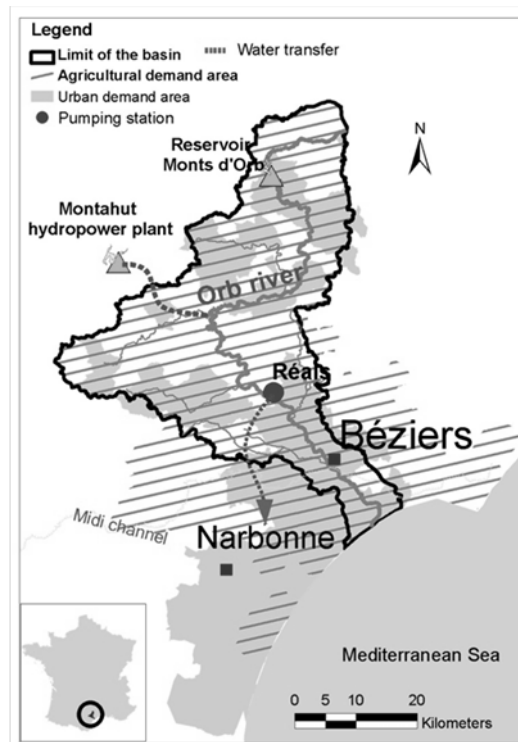 Legend
Limit of the basin
Water transfer
Agricultural demand area
Urban demand area
Pumping station
N
Reservoir
Monts d'Orb
Montahut
hydropower plant
Orb river
Réals
Béziers
Midi channel
Narbonne
Mediterranean Sea
0 5 10 20
Kilometers